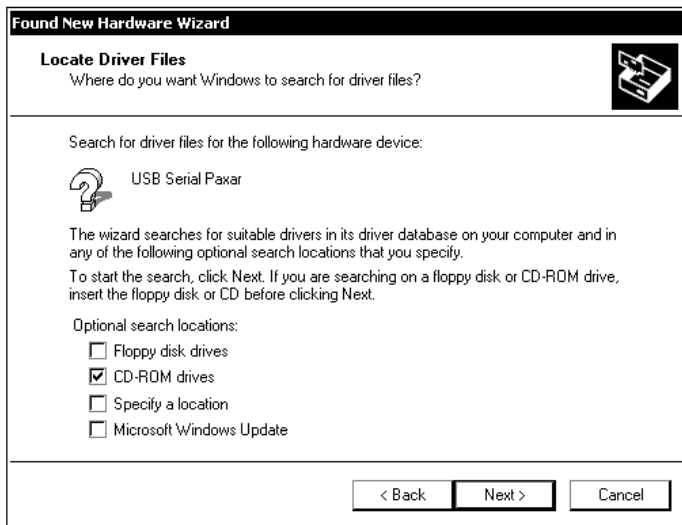 Found New Hardware Wizard
Locate Driver Files
Where do you want Windows to search for driver files?
Search for driver files for the following hardware device:
USB Serial Paxar
The wizard searches for suitable drivers in its driver database on your computer and in
any of the following optional search locations that you specify.
To start the search, click Next. If you are searching on a floppy disk or CD-ROM drive,
insert the floppy disk or CD before clicking Next.
Optional search locations:
Floppy disk drives
CD-ROM drives
Specify a location
Microsoft Windows Update
< Back Next > Cancel